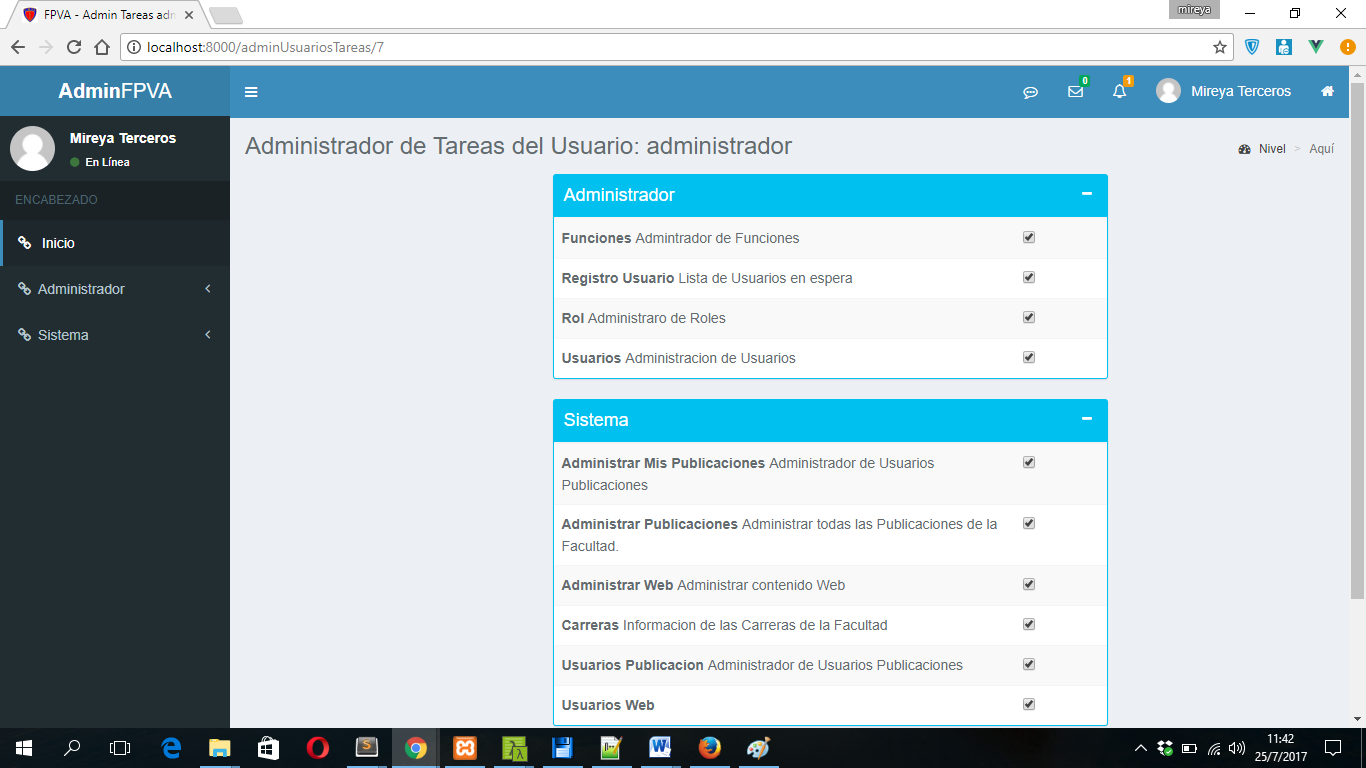 FPVA - Admin Tareas adn
mireya
localhost:8000/adminUsuariosTareas/7
AdminFPVA
0
1
Mireya Terceros
Mireya Terceros
En Línea
ENCABEZADO
Inicio
Administrador
Sistema
Administrador de Tareas del Usuario: administrador
Nivel > Aquí
Administrador
Funciones Admintrador de Funciones
Registro Usuario Lista de Usuarios en espera
Rol Administraro de Roles
Usuarios Administracion de Usuarios
Sistema
Administrar Mis Publicaciones Administrador de Usuarios
Publicaciones
Administrar Publicaciones Administrar todas las Publicaciones de la
Facultad.
Administrar Web Administrar contenido Web
Carreras Informacion de las Carreras de la Facultad
Usuarios Publicacion Administrador de Usuarios Publicaciones
Usuarios Web
11:42
25/7/2017